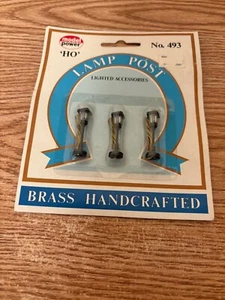 model
power
'HO'
No. 493
LAMP POST
LIGHTED ACCESSORIES
BRASS HANDCRAFTED